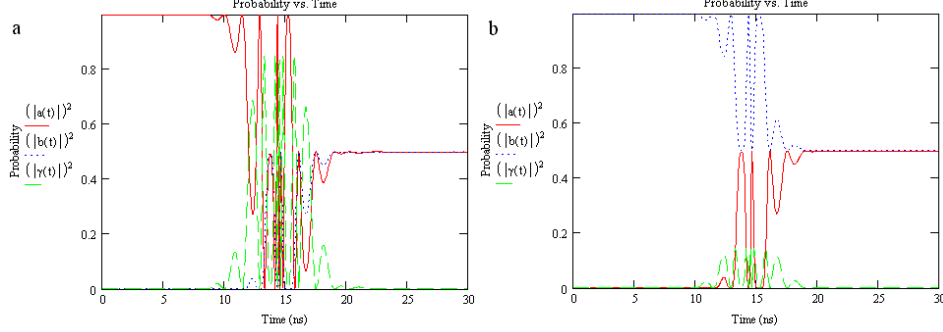 Probability vs. Time
a
0.8
0.6
0.4
0.2
0
0
5
10
15
20
25
30
Time (ns)
Probability
(|a(t)|)²
(|b(t)|)²
(|γ(t)|)²
Probability vs. Time
b
0.8
0.6
0.4
0.2
0
0
5
10
15
20
25
30
Time (ns)
Probability
(|a(t)|)²
(|b(t)|)²
(|γ(t)|)²